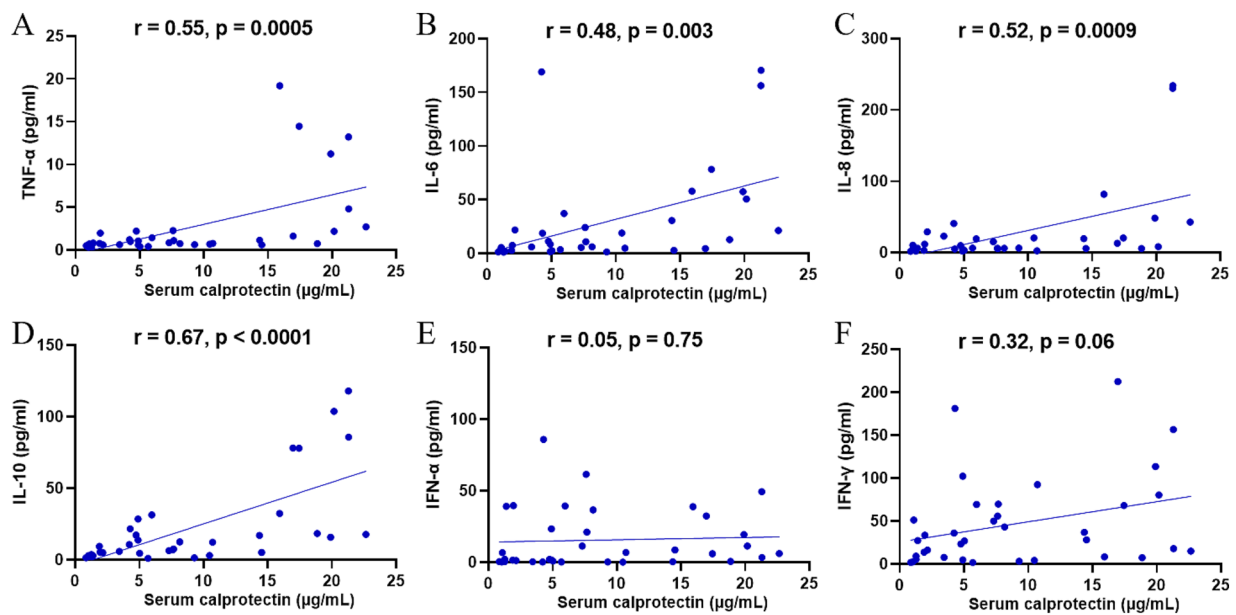 A
r = 0.55, p = 0.0005
25
20
15
10
5
0
TNF-α (pg/ml)
0 5 10 15 20 25
Serum calprotectin (µg/mL)
B
r = 0.48, p = 0.003
200
150
100
50
0
IL-6 (pg/ml)
0 5 10 15 20 25
Serum calprotectin (µg/mL)
C
r = 0.52, p = 0.0009
300
200
100
0
IL-8 (pg/ml)
0 5 10 15 20 25
Serum calprotectin (µg/mL)
D
r = 0.67, p < 0.0001
150
100
50
0
IL-10 (pg/ml)
0 5 10 15 20 25
Serum calprotectin (µg/mL)
E
r = 0.05, p = 0.75
150
100
50
0
IFN-α (pg/ml)
0 5 10 15 20 25
Serum calprotectin (µg/mL)
F
r = 0.32, p = 0.06
250
200
150
100
50
0
IFN-γ (pg/ml)
0 5 10 15 20 25
Serum calprotectin (µg/mL)